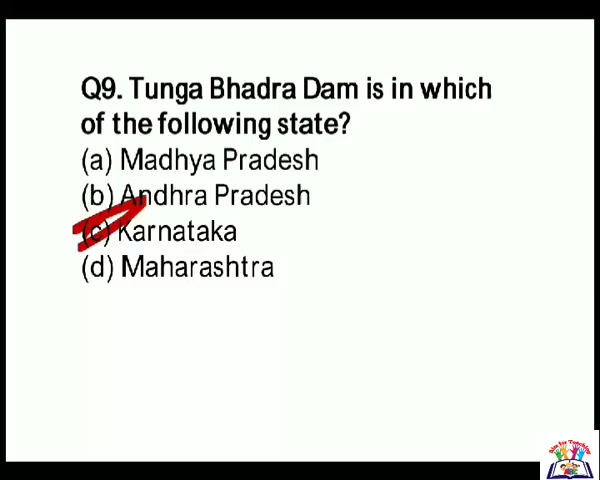 Q9. Tunga Bhadra Dam is in which
of the following state?
(a) Madhya Pradesh
(b) Andhra Pradesh
(c) Karnataka
(d) Maharashtra